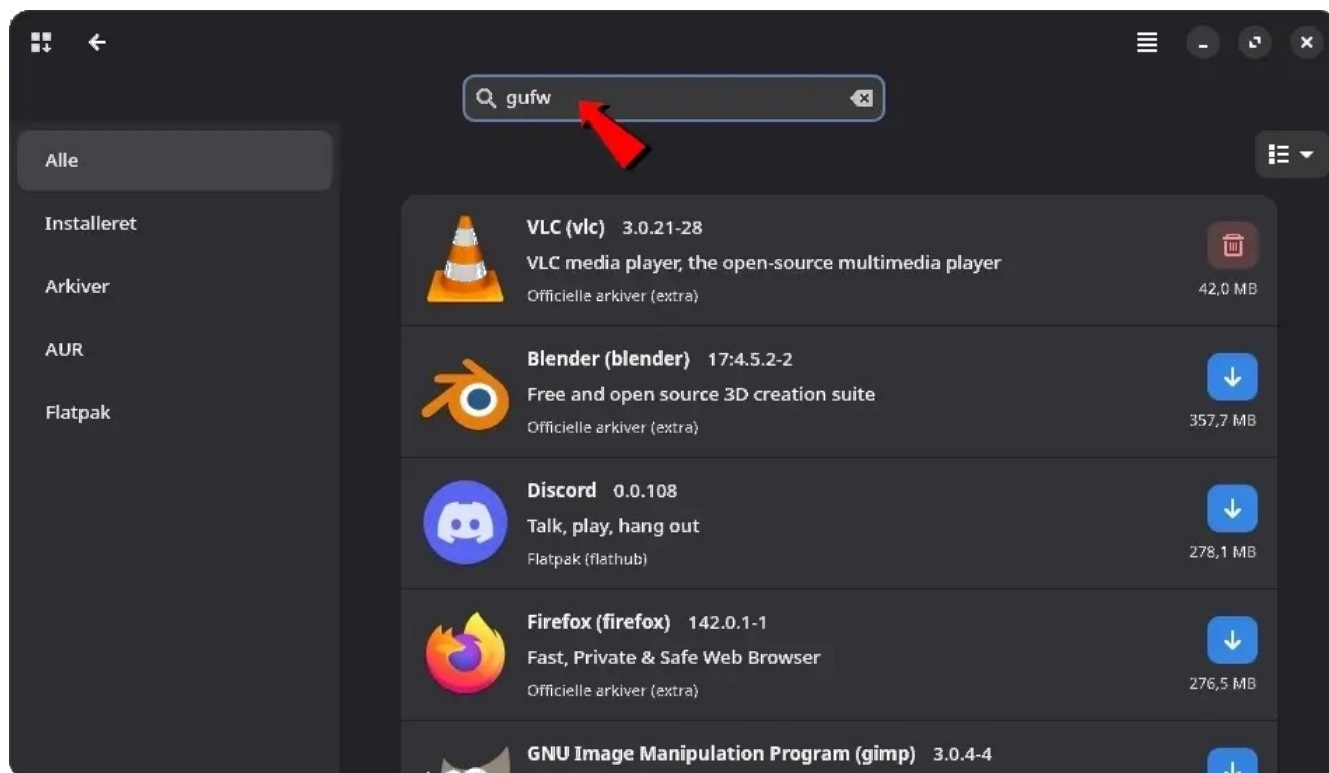 gufw
Alle
Installeret
Arkiver
AUR
Flatpak
VLC (vlc) 3.0.21-28
VLC media player, the open-source multimedia player
Officielle arkiver (extra)
42,0 MB
Blender (blender) 17:4.5.2-2
Free and open source 3D creation suite
Officielle arkiver (extra)
357,7 MB
Discord 0.0.108
Talk, play, hang out
Flatpak (flathub)
278,1 MB
Firefox (firefox) 142.0.1-1
Fast, Private & Safe Web Browser
Officielle arkiver (extra)
276,5 MB
GNU Image Manipulation Program (gimp) 3.0.4-4